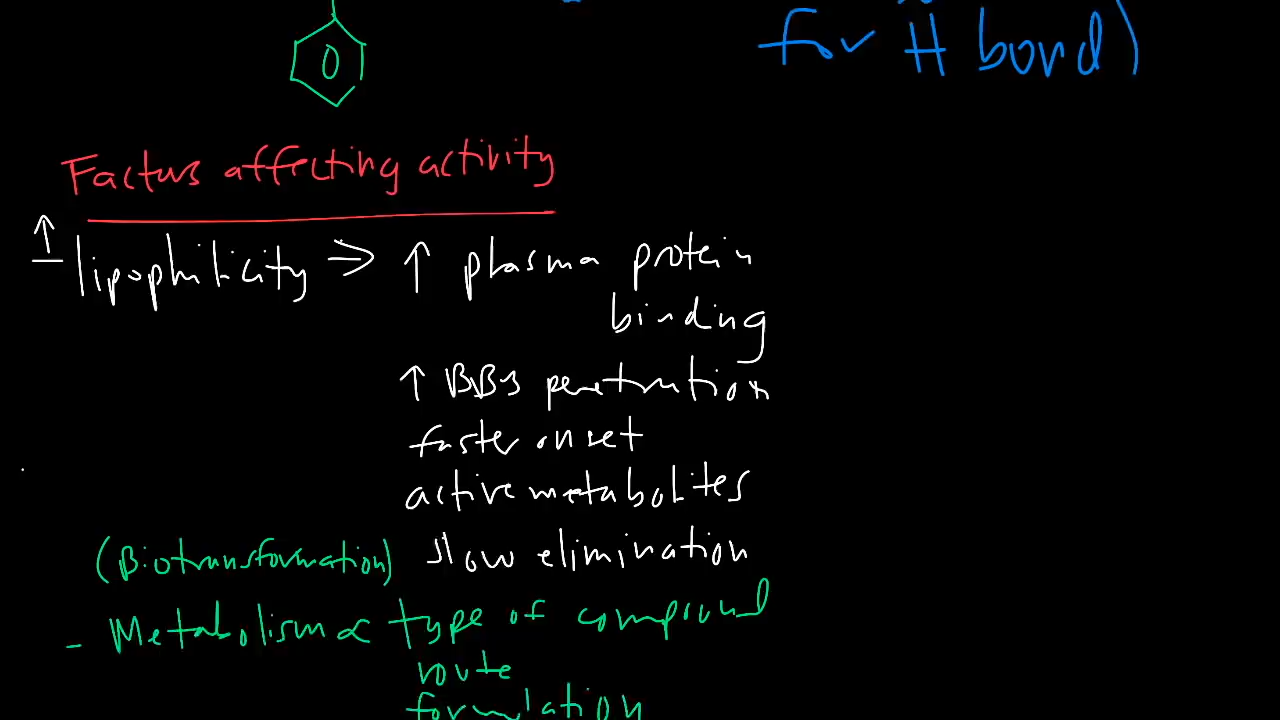 for H bond)
Factors affecting activity
↑ lipophilicity ⇒ ↑ plasma protein
binding
↑ BBB penetration
faster onset
active metabolites
(Biotransformation) slow elimination
- Metabolism ∝ type of compound
route
formulation